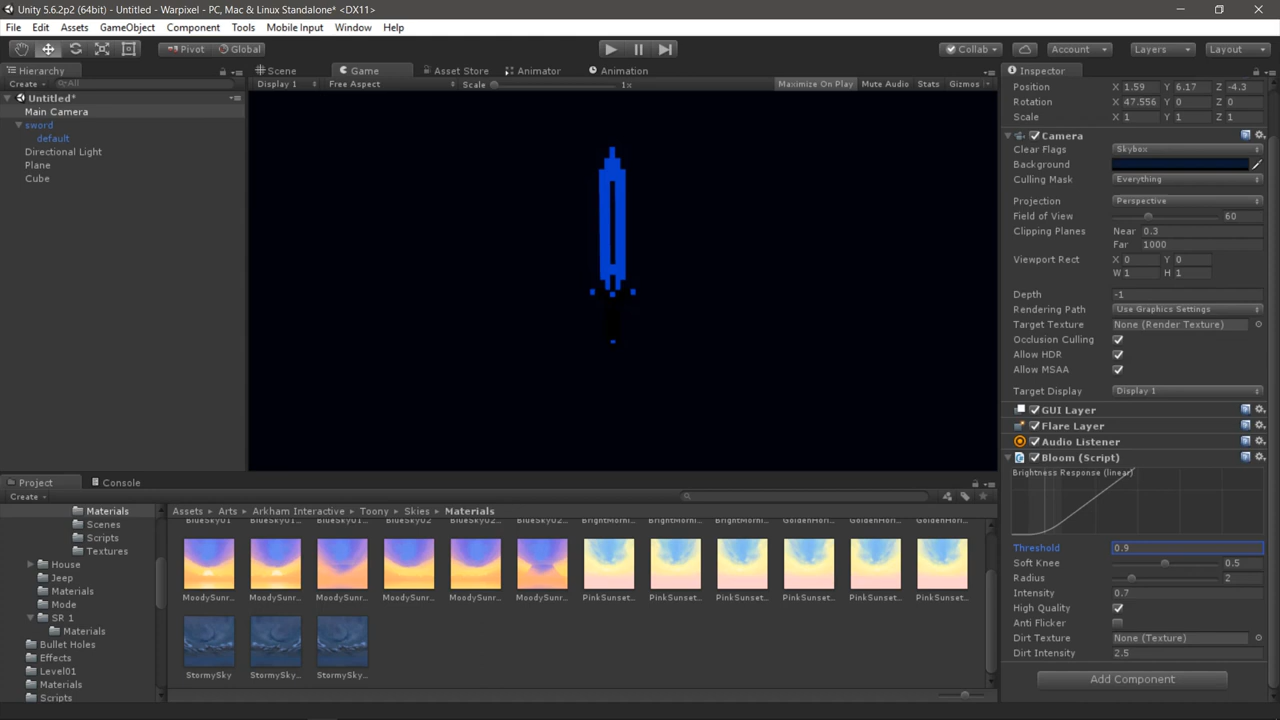 Unity 5.6.2p2 (64bit) - Untitled - Warpixel - PC, Mac & Linux Standalone* <DX11>
File Edit Assets GameObject Component Tools Mobile Input Window Help
Pivot Global Collab Account Layers Layout
Hierarchy Scene Game Asset Store Animator Animation Inspector
Create All Display 1 Free Aspect Scale 1x Maximize On Play Mute Audio Stats Gizmos
Untitled*
Main Camera
sword
default
Directional Light
Plane
Cube
Position X 1.59 Y 6.17 Z -4.3
Rotation X 47.556 Y 0 Z 0
Scale X 1 Y 1 Z 1
Camera
Clear Flags Skybox
Background
Culling Mask Everything
Projection Perspective
Field of View 60
Clipping Planes Near 0.3
Far 1000
Viewport Rect X 0 Y 0
W 1 H 1
Depth -1
Rendering Path Use Graphics Settings
Target Texture None (Render Texture)
Occlusion Culling
Allow HDR
Allow MSAA
Target Display Display 1
GUI Layer
Flare Layer
Audio Listener
Bloom (Script)
Brightness Response (linear)
Threshold 0.9
Soft Knee 0.5
Radius 2
Intensity 0.7
High Quality
Anti Flicker
Dirt Texture None (Texture)
Dirt Intensity 2.5
Add Component
Project Console
Create
Materials
Scenes
Scripts
Textures
House
Jeep
Materials
Mode
SR 1
Materials
Bullet Holes
Effects
Level01
Materials
Scripts
Assets Arts Arkham Interactive Toony Skies Materials
MoodySunr... MoodySunr... MoodySunr... MoodySunr... MoodySunr... MoodySunr... PinkSunset... PinkSunset... PinkSunset... PinkSunset... PinkSunset... PinkSunset...
StormySky StormySky... StormySky...